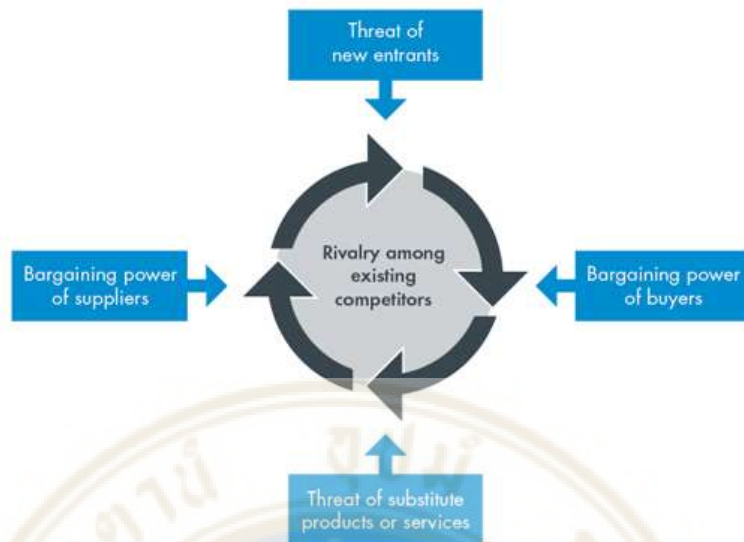 Threat of
new entrants
Rivalry among
existing
competitors
Bargaining power
of suppliers
Bargaining power
of buyers
Threat of substitute
products or services